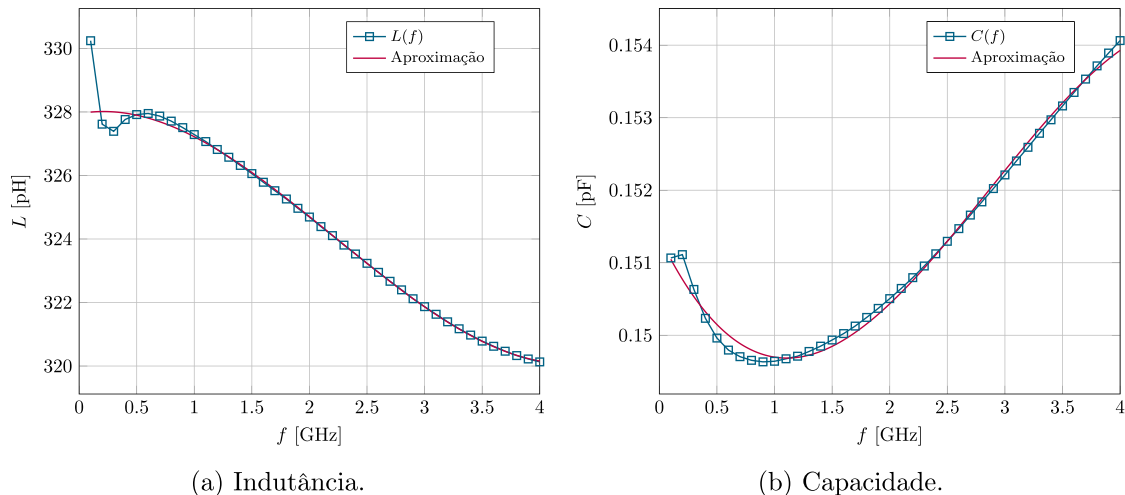 L(f)
Aproximação
330
328
326
324
322
320
0 0.5 1 1.5 2 2.5 3 3.5 4
L [pH]
f [GHz]
(a) Indutância.
C(f)
Aproximação
0.154
0.153
0.152
0.151
0.15
0 0.5 1 1.5 2 2.5 3 3.5 4
C [pF]
f [GHz]
(b) Capacidade.